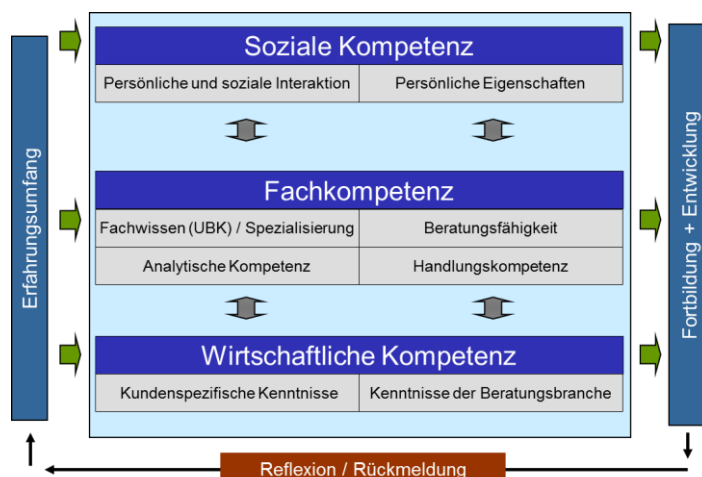 Erfahrungsumfang
Soziale Kompetenz
Persönliche und soziale Interaktion
Persönliche Eigenschaften
Fachkompetenz
Fachwissen (UBK) / Spezialisierung
Beratungsfähigkeit
Analytische Kompetenz
Handlungskompetenz
Wirtschaftliche Kompetenz
Kundenspezifische Kenntnisse
Kenntnisse der Beratungsbranche
Fortbildung + Entwicklung
Reflexion / Rückmeldung